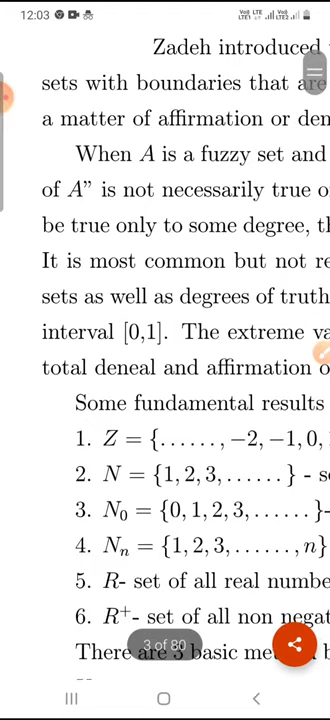 12:03
Vo)) LTE LTE1 Vo)) LTE2
Zadeh introduced
sets with boundaries that are
a matter of affirmation or den
When A is a fuzzy set and
of A” is not necessarily true o
be true only to some degree, th
It is most common but not re
sets as well as degrees of truth
interval [0,1]. The extreme va
total deneal and affirmation o
Some fundamental results
1. Z = {. . . . . . , −2, −1, 0,
2. N = {1, 2, 3, . . . . . . } - s
3. N₀ = {0, 1, 2, 3, . . . . . . }-
4. Nₙ = {1, 2, 3, . . . . . . , n}
5. R- set of all real numbe
6. R⁺- set of all non negat
3 of 80
There are 3 basic me